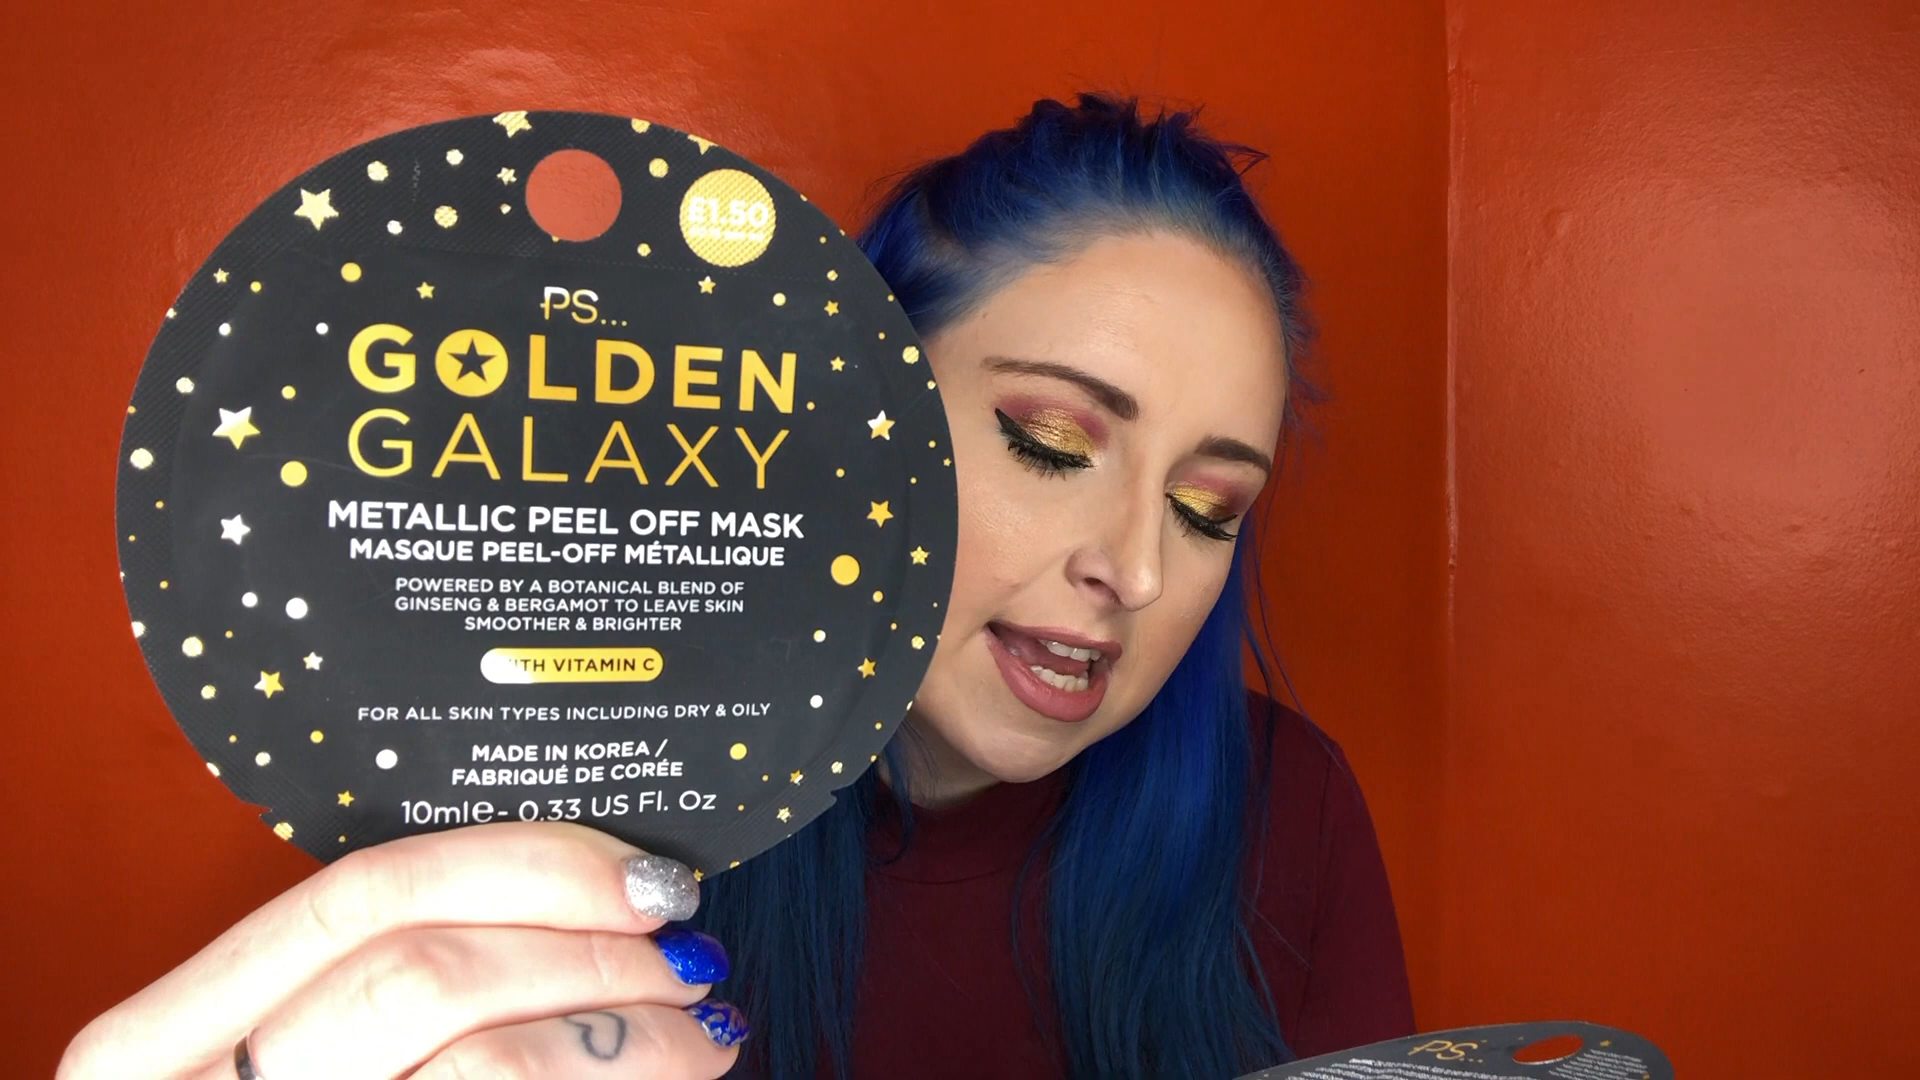 £1.50
PS...
GOLDEN
GALAXY
METALLIC PEEL OFF MASK
MASQUE PEEL-OFF MÉTALLIQUE
POWERED BY A BOTANICAL BLEND OF
GINSENG & BERGAMOT TO LEAVE SKIN
SMOOTHER & BRIGHTER
WITH VITAMIN C
FOR ALL SKIN TYPES INCLUDING DRY & OILY
MADE IN KOREA /
FABRIQUÉ DE CORÉE
10mle - 0.33 US Fl. Oz
PS...